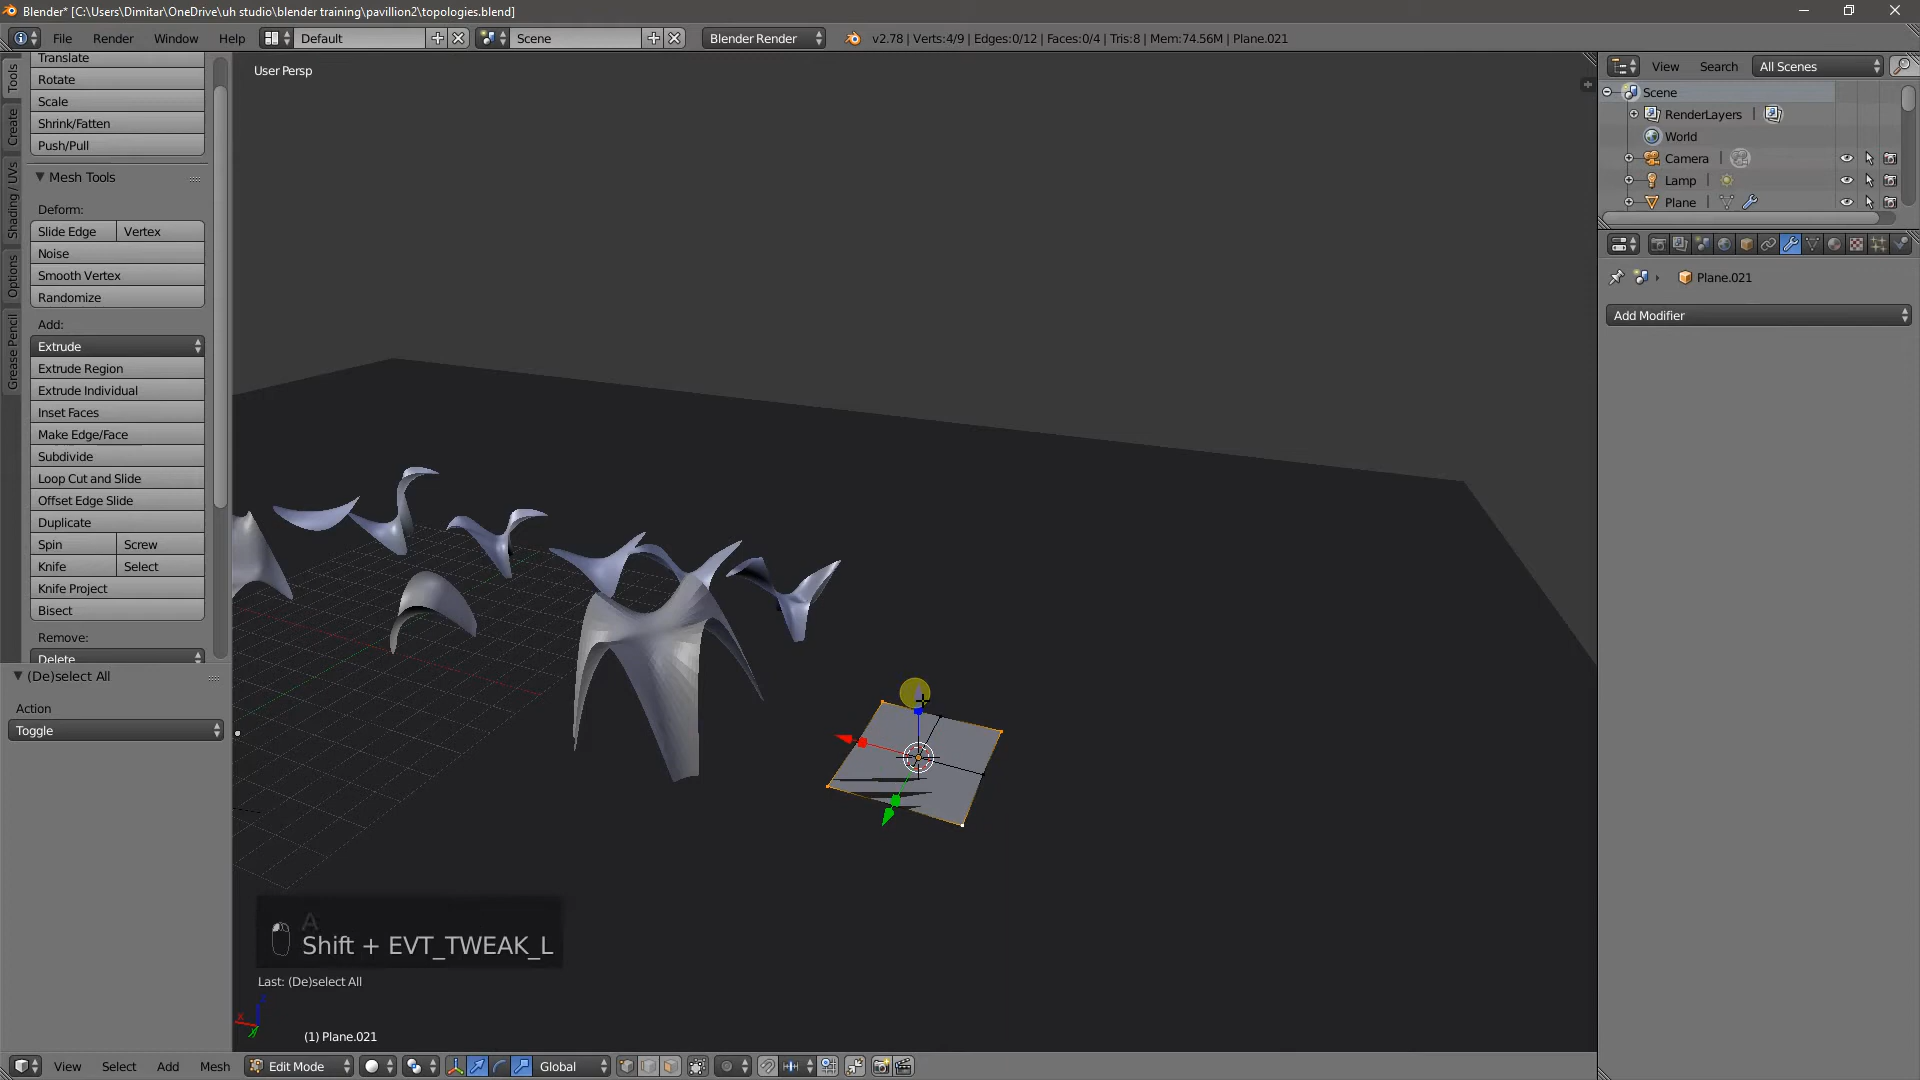 Blender* [C:\Users\Dimitar\OneDrive\uh studio\blender training\pavillion2\topologies.blend]
File Render Window Help Default Scene Blender Render v2.78 | Verts:4/9 | Edges:0/12 | Faces:0/4 | Tris:8 | Mem:74.56M | Plane.021
Tools
Create
Shading / UVs
Options
Grease Pencil
Translate
Rotate
Scale
Shrink/Fatten
Push/Pull
Mesh Tools
Deform:
Slide Edge Vertex
Noise
Smooth Vertex
Randomize
Add:
Extrude
Extrude Region
Extrude Individual
Inset Faces
Make Edge/Face
Subdivide
Loop Cut and Slide
Offset Edge Slide
Duplicate
Spin Screw
Knife Select
Knife Project
Bisect
Remove:
Delete
(De)select All
Action
Toggle
User Persp
A
Shift + EVT_TWEAK_L
Last: (De)select All
(1) Plane.021
View Select Add Mesh Edit Mode Global
View Search All Scenes
Scene
RenderLayers |
World
Camera |
Lamp |
Plane |
Plane.021
Add Modifier